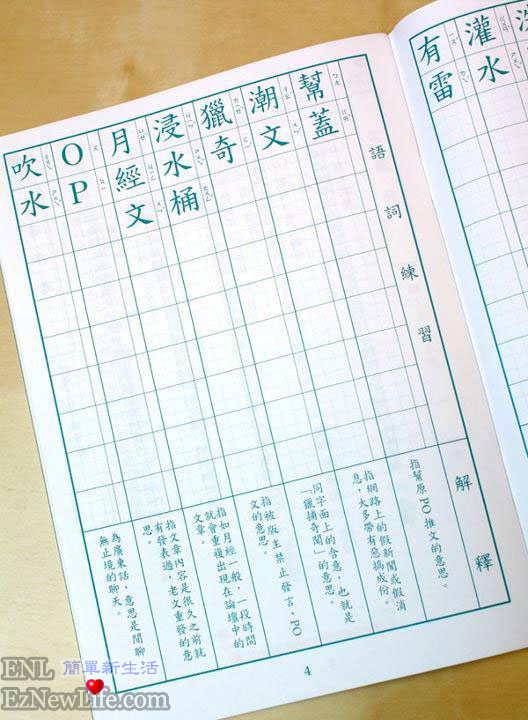 灌水
有雷
語詞練習
解釋
幫蓋
指幫原PO推文的意思。
潮文
指網路上的假新聞或假消
息，大多帶有惡搞成份。
獵奇
同字面上的含意，也就是
「獵捕奇聞」的意思。
浸水桶
指被版主禁止發言、PO
文的意思。
月經文
指如月經一般，一段時間
就會重複出現在論壇中的
文章。
OP
指文章內容是很久之前就
有發表過，老文重發的意
思。
吹水
為廣東話，意思是閒聊
無止境的聊天。
4
ENL 簡單新生活
EzNewLife.com